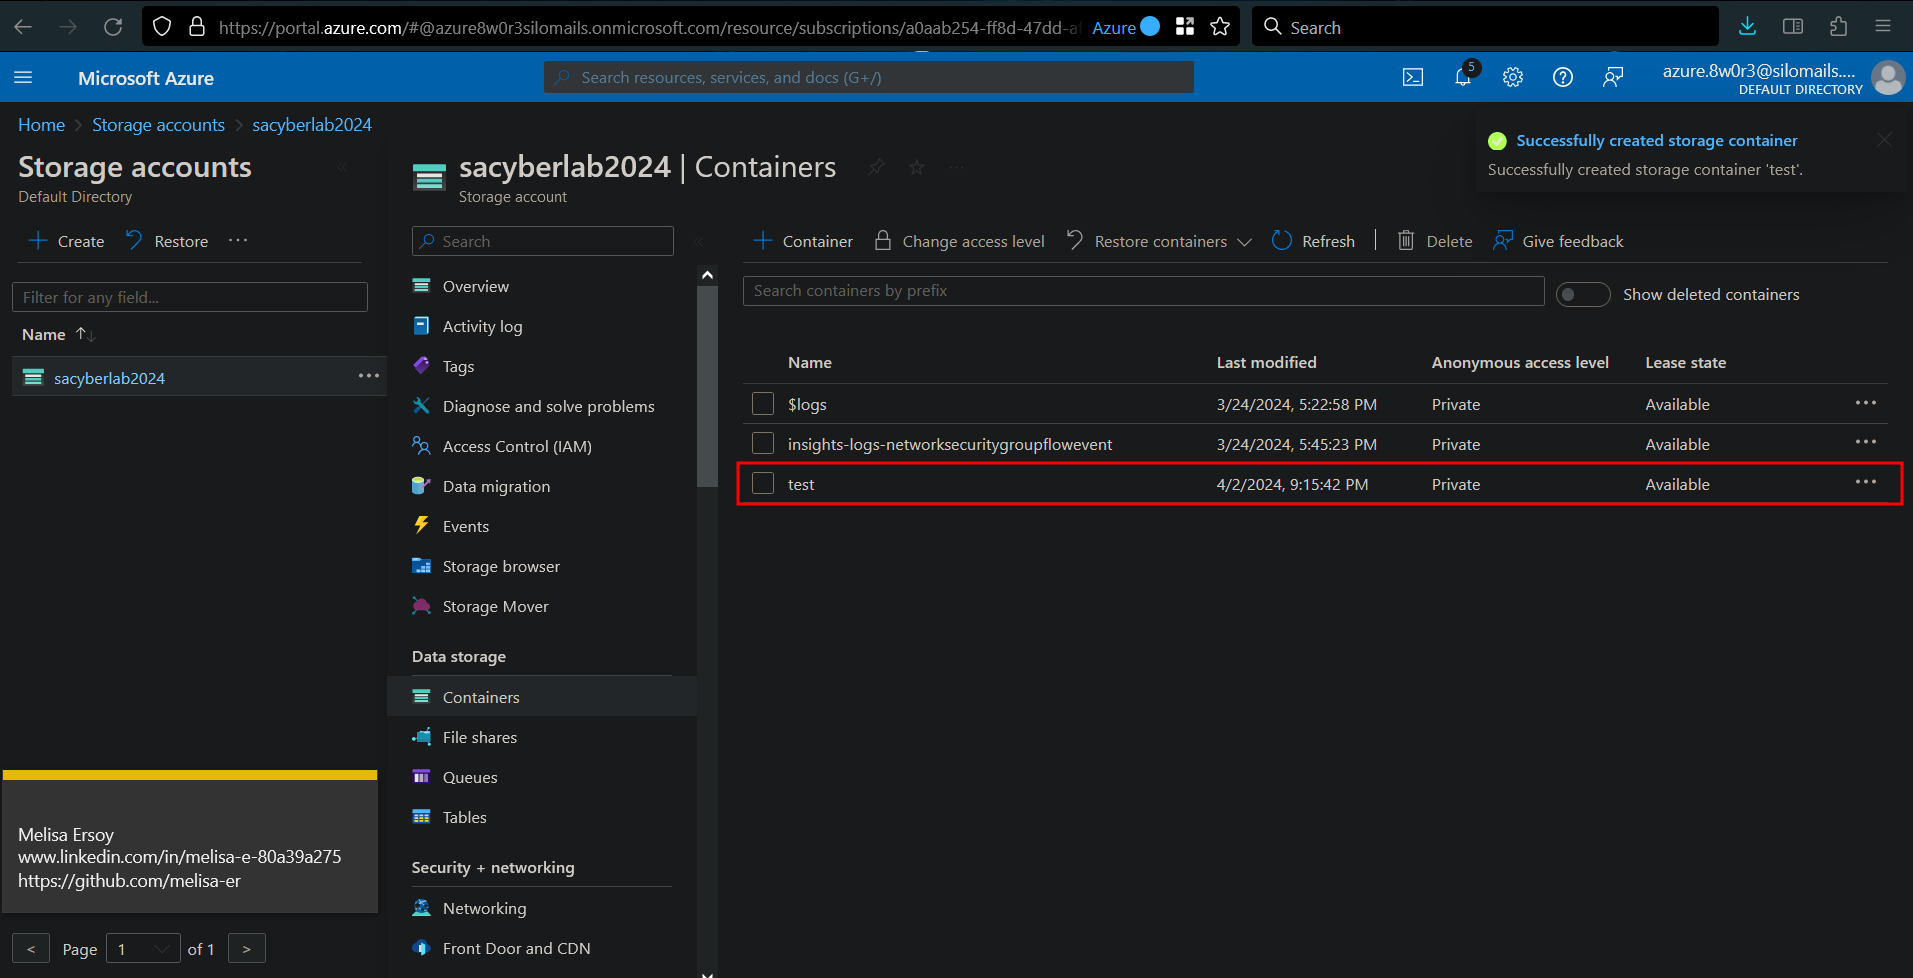 https://portal.azure.com/#@azure8w0r3silomails.onmicrosoft.com/resource/subscriptions/a0aab254-ff8d-47dd-a
Azure
Search
Microsoft Azure
Search resources, services, and docs (G+/)
5
azure.8w0r3@silomails....
DEFAULT DIRECTORY
Home > Storage accounts > sacyberlab2024
Successfully created storage container
Successfully created storage container 'test'.
Storage accounts
Default Directory
Create
Restore
Filter for any field...
Name
sacyberlab2024
sacyberlab2024 | Containers
Storage account
Search
Overview
Activity log
Tags
Diagnose and solve problems
Access Control (IAM)
Data migration
Events
Storage browser
Storage Mover
Data storage
Containers
File shares
Queues
Tables
Security + networking
Networking
Front Door and CDN
Container
Change access level
Restore containers
Refresh
Delete
Give feedback
Search containers by prefix
Show deleted containers
Name Last modified Anonymous access level Lease state
$logs 3/24/2024, 5:22:58 PM Private Available
insights-logs-networksecuritygroupflowevent 3/24/2024, 5:45:23 PM Private Available
test 4/2/2024, 9:15:42 PM Private Available
Melisa Ersoy
www.linkedin.com/in/melisa-e-80a39a275
https://github.com/melisa-er
< Page 1 of 1 >